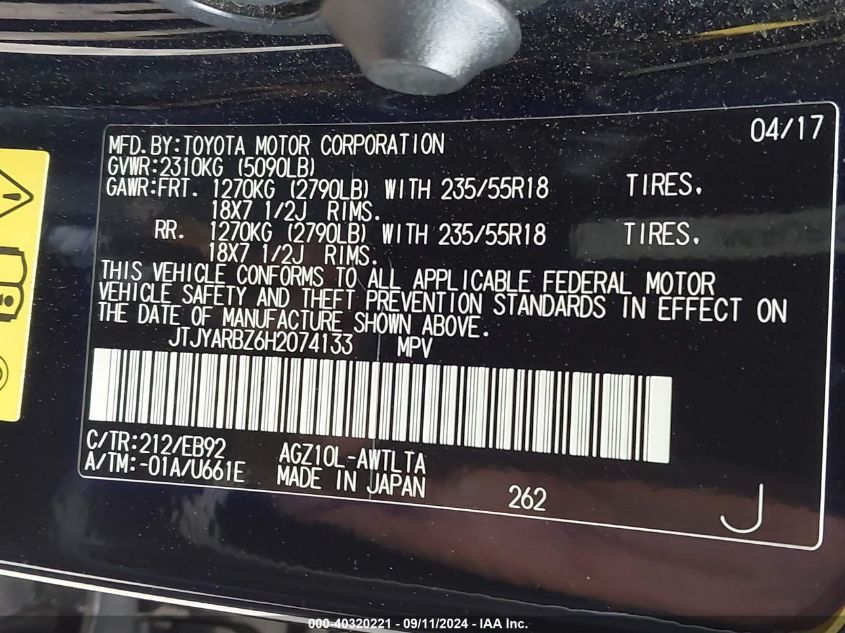 04/17
MFD.BY:TOYOTA MOTOR CORPORATION
GVWR:2310KG (5090LB)
GAWR:FRT. 1270KG (2790LB) WITH 235/55R18 TIRES.
18X7 1/2J RIMS.
RR. 1270KG (2790LB) WITH 235/55R18 TIRES.
18X7 1/2J RIMS.
THIS VEHICLE CONFORMS TO ALL APPLICABLE FEDERAL MOTOR
VEHICLE SAFETY AND THEFT PREVENTION STANDARDS IN EFFECT ON
THE DATE OF MANUFACTURE SHOWN ABOVE.
JTJYARBZ6H2074133 MPV
C/TR:212/EB92 AGZ10L-AWTLTA
A/TM:-01A/U661E MADE IN JAPAN 262
J
000-40320221 - 09/11/2024 - IAA Inc.